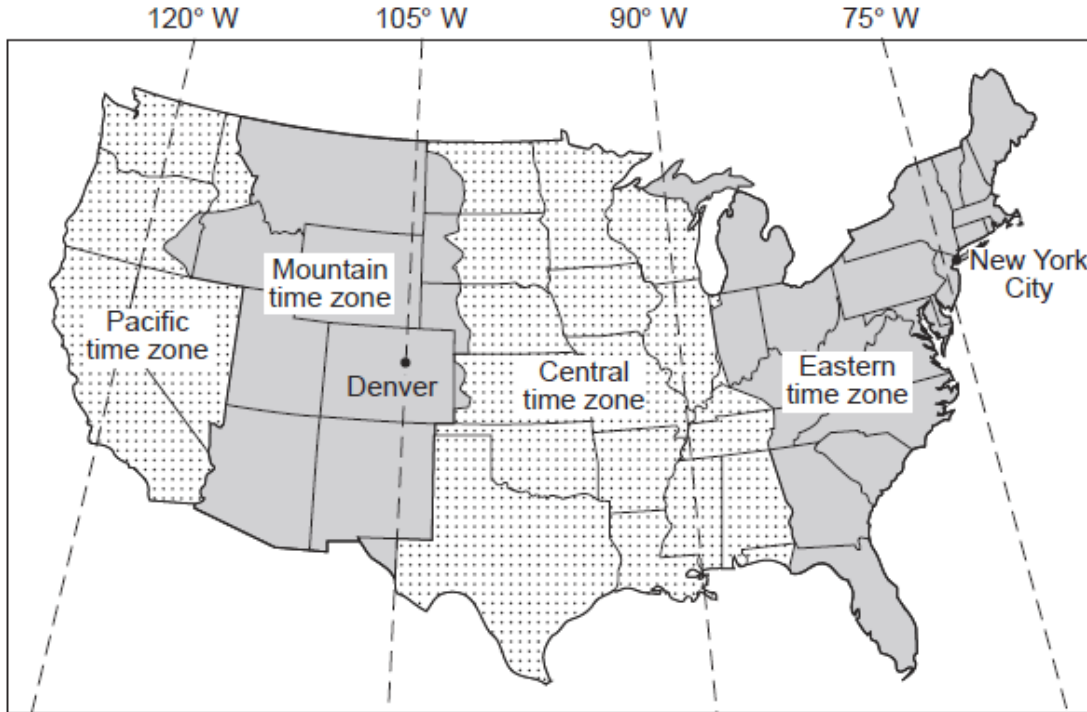 120° W 105° W 90° W 75° W
New York
City
Mountain
time zone
Pacific
time zone
Denver
Central
time zone
Eastern
time zone